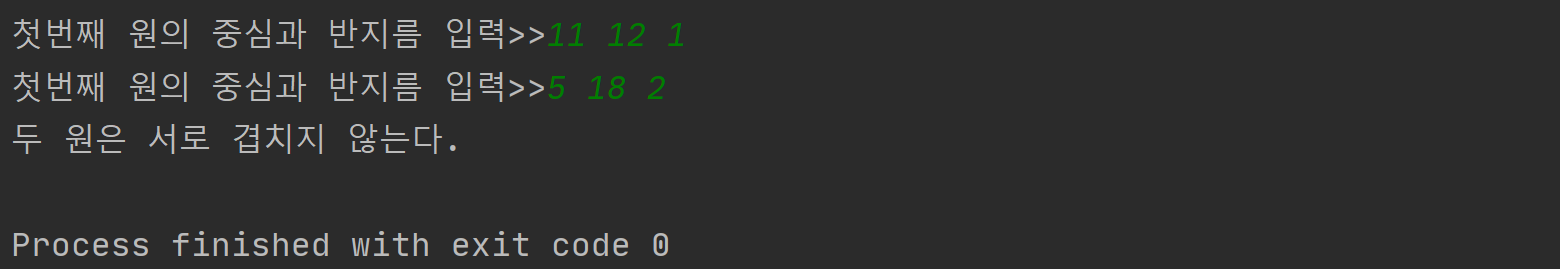 첫번째 원의 중심과 반지름 입력>>11 12 1
첫번째 원의 중심과 반지름 입력>>5 18 2
두 원은 서로 겹치지 않는다.
Process finished with exit code 0